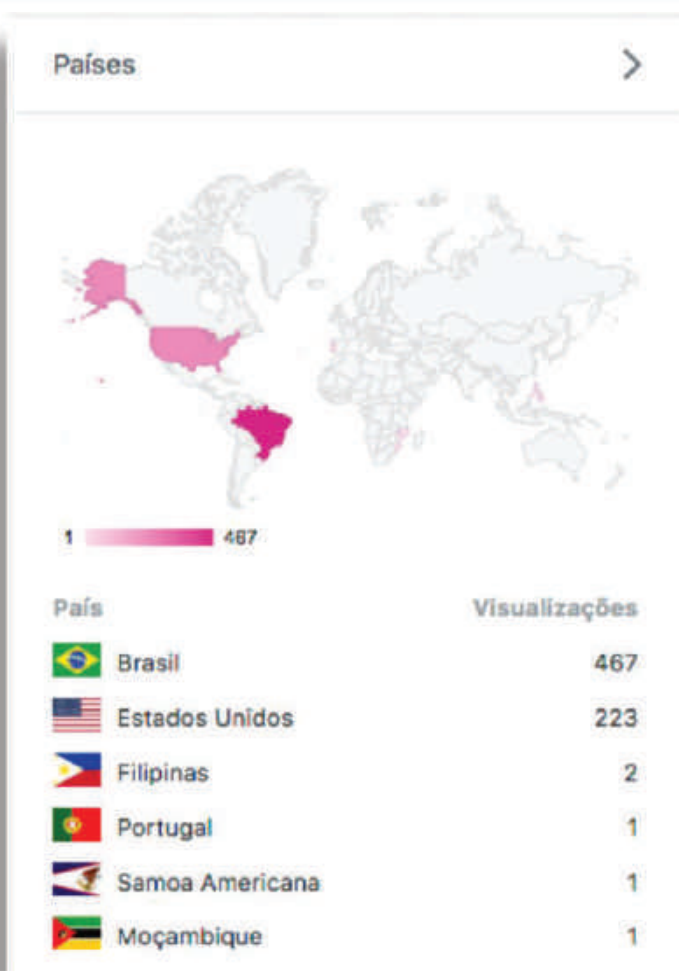 Países
1 467
País Visualizações
Brasil 467
Estados Unidos 223
Filipinas 2
Portugal 1
Samoa Americana 1
Moçambique 1